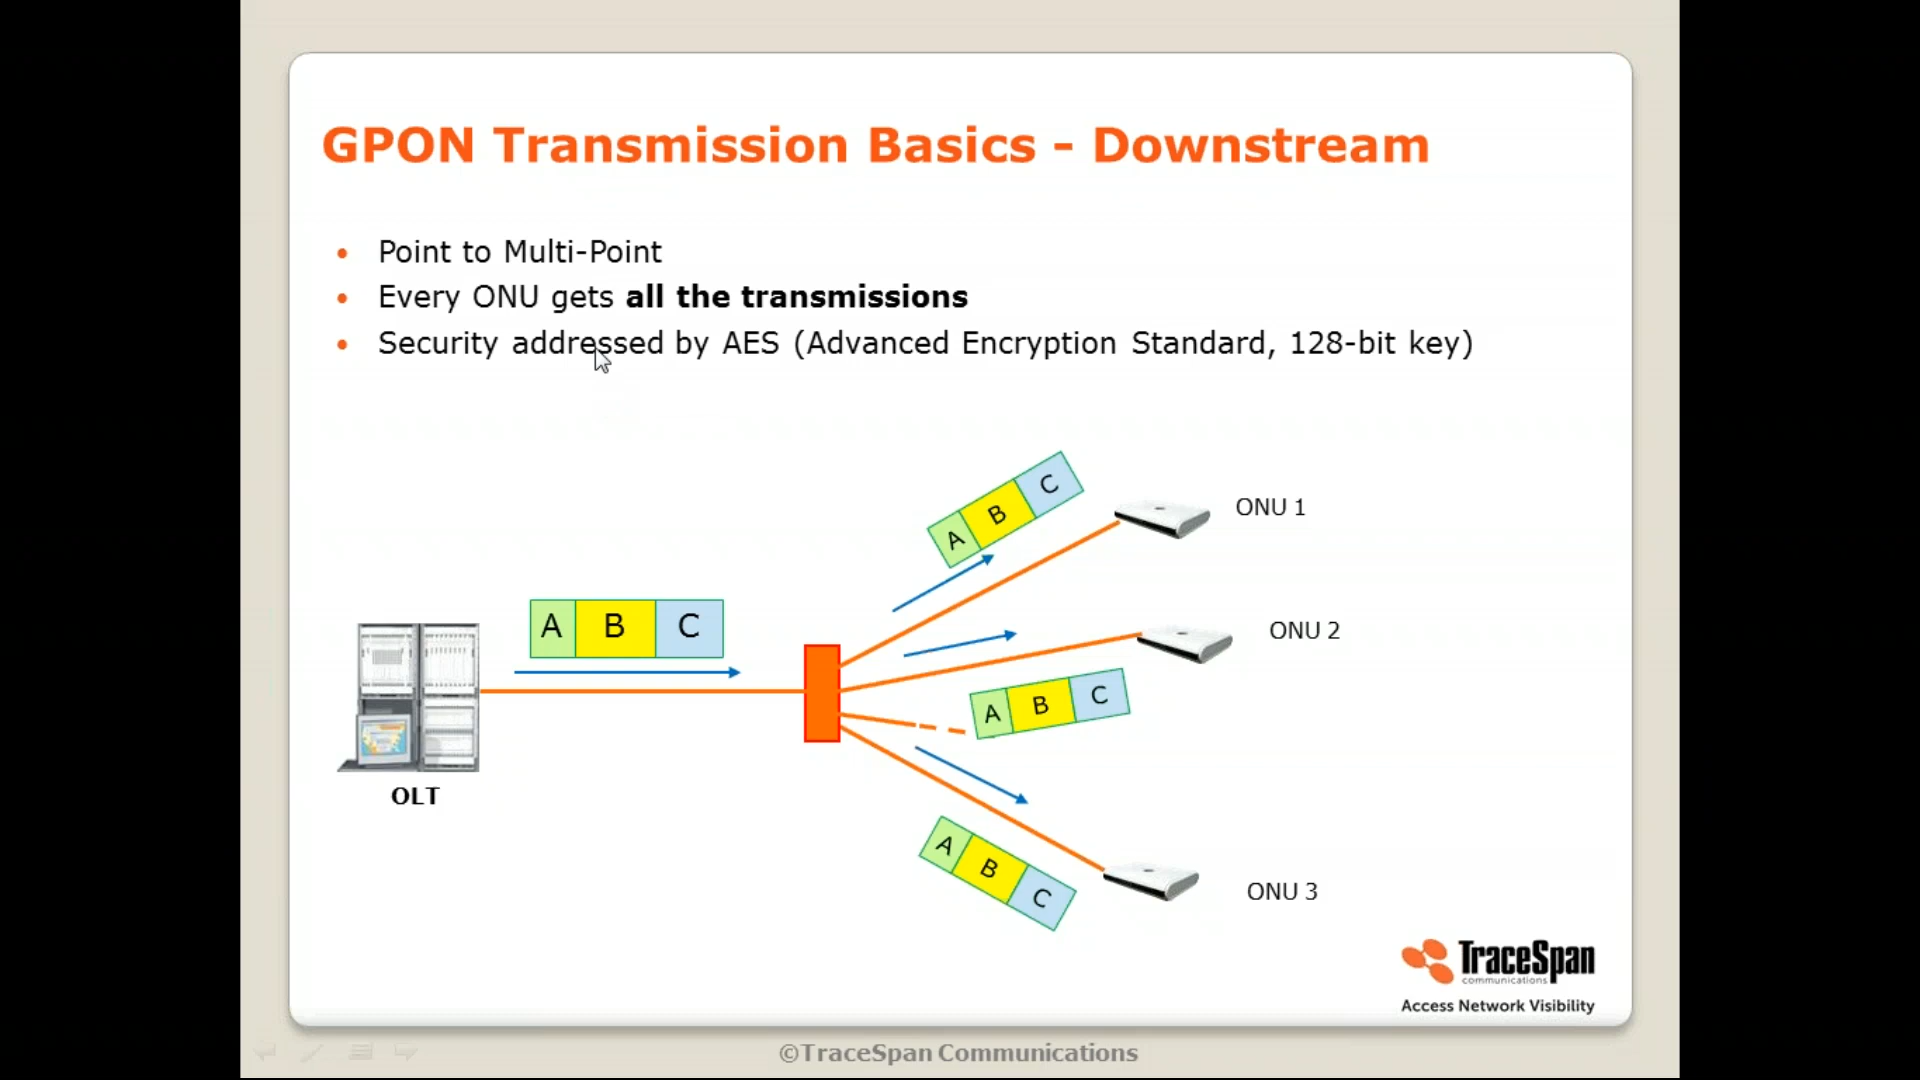 GPON Transmission Basics - Downstream
• Point to Multi-Point
• Every ONU gets all the transmissions
• Security addressed by AES (Advanced Encryption Standard, 128-bit key)
A B C
ONU 1
A B C
ONU 2
A B C
OLT
A B C
ONU 3
TraceSpan
communications
Access Network Visibility
©TraceSpan Communications